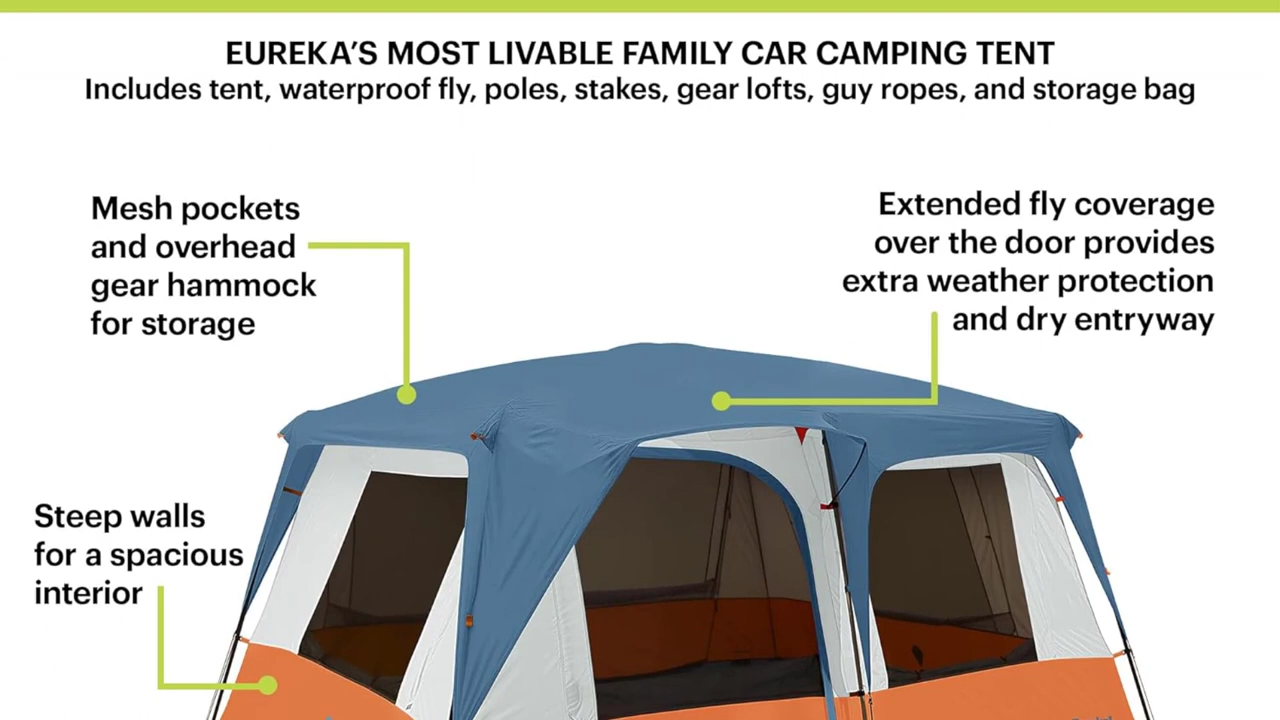 EUREKA'S MOST LIVABLE FAMILY CAR CAMPING TENT
Includes tent, waterproof fly, poles, stakes, gear lofts, guy ropes, and storage bag
Mesh pockets
and overhead
gear hammock
for storage
Extended fly coverage
over the door provides
extra weather protection
and dry entryway
Steep walls
for a spacious
interior